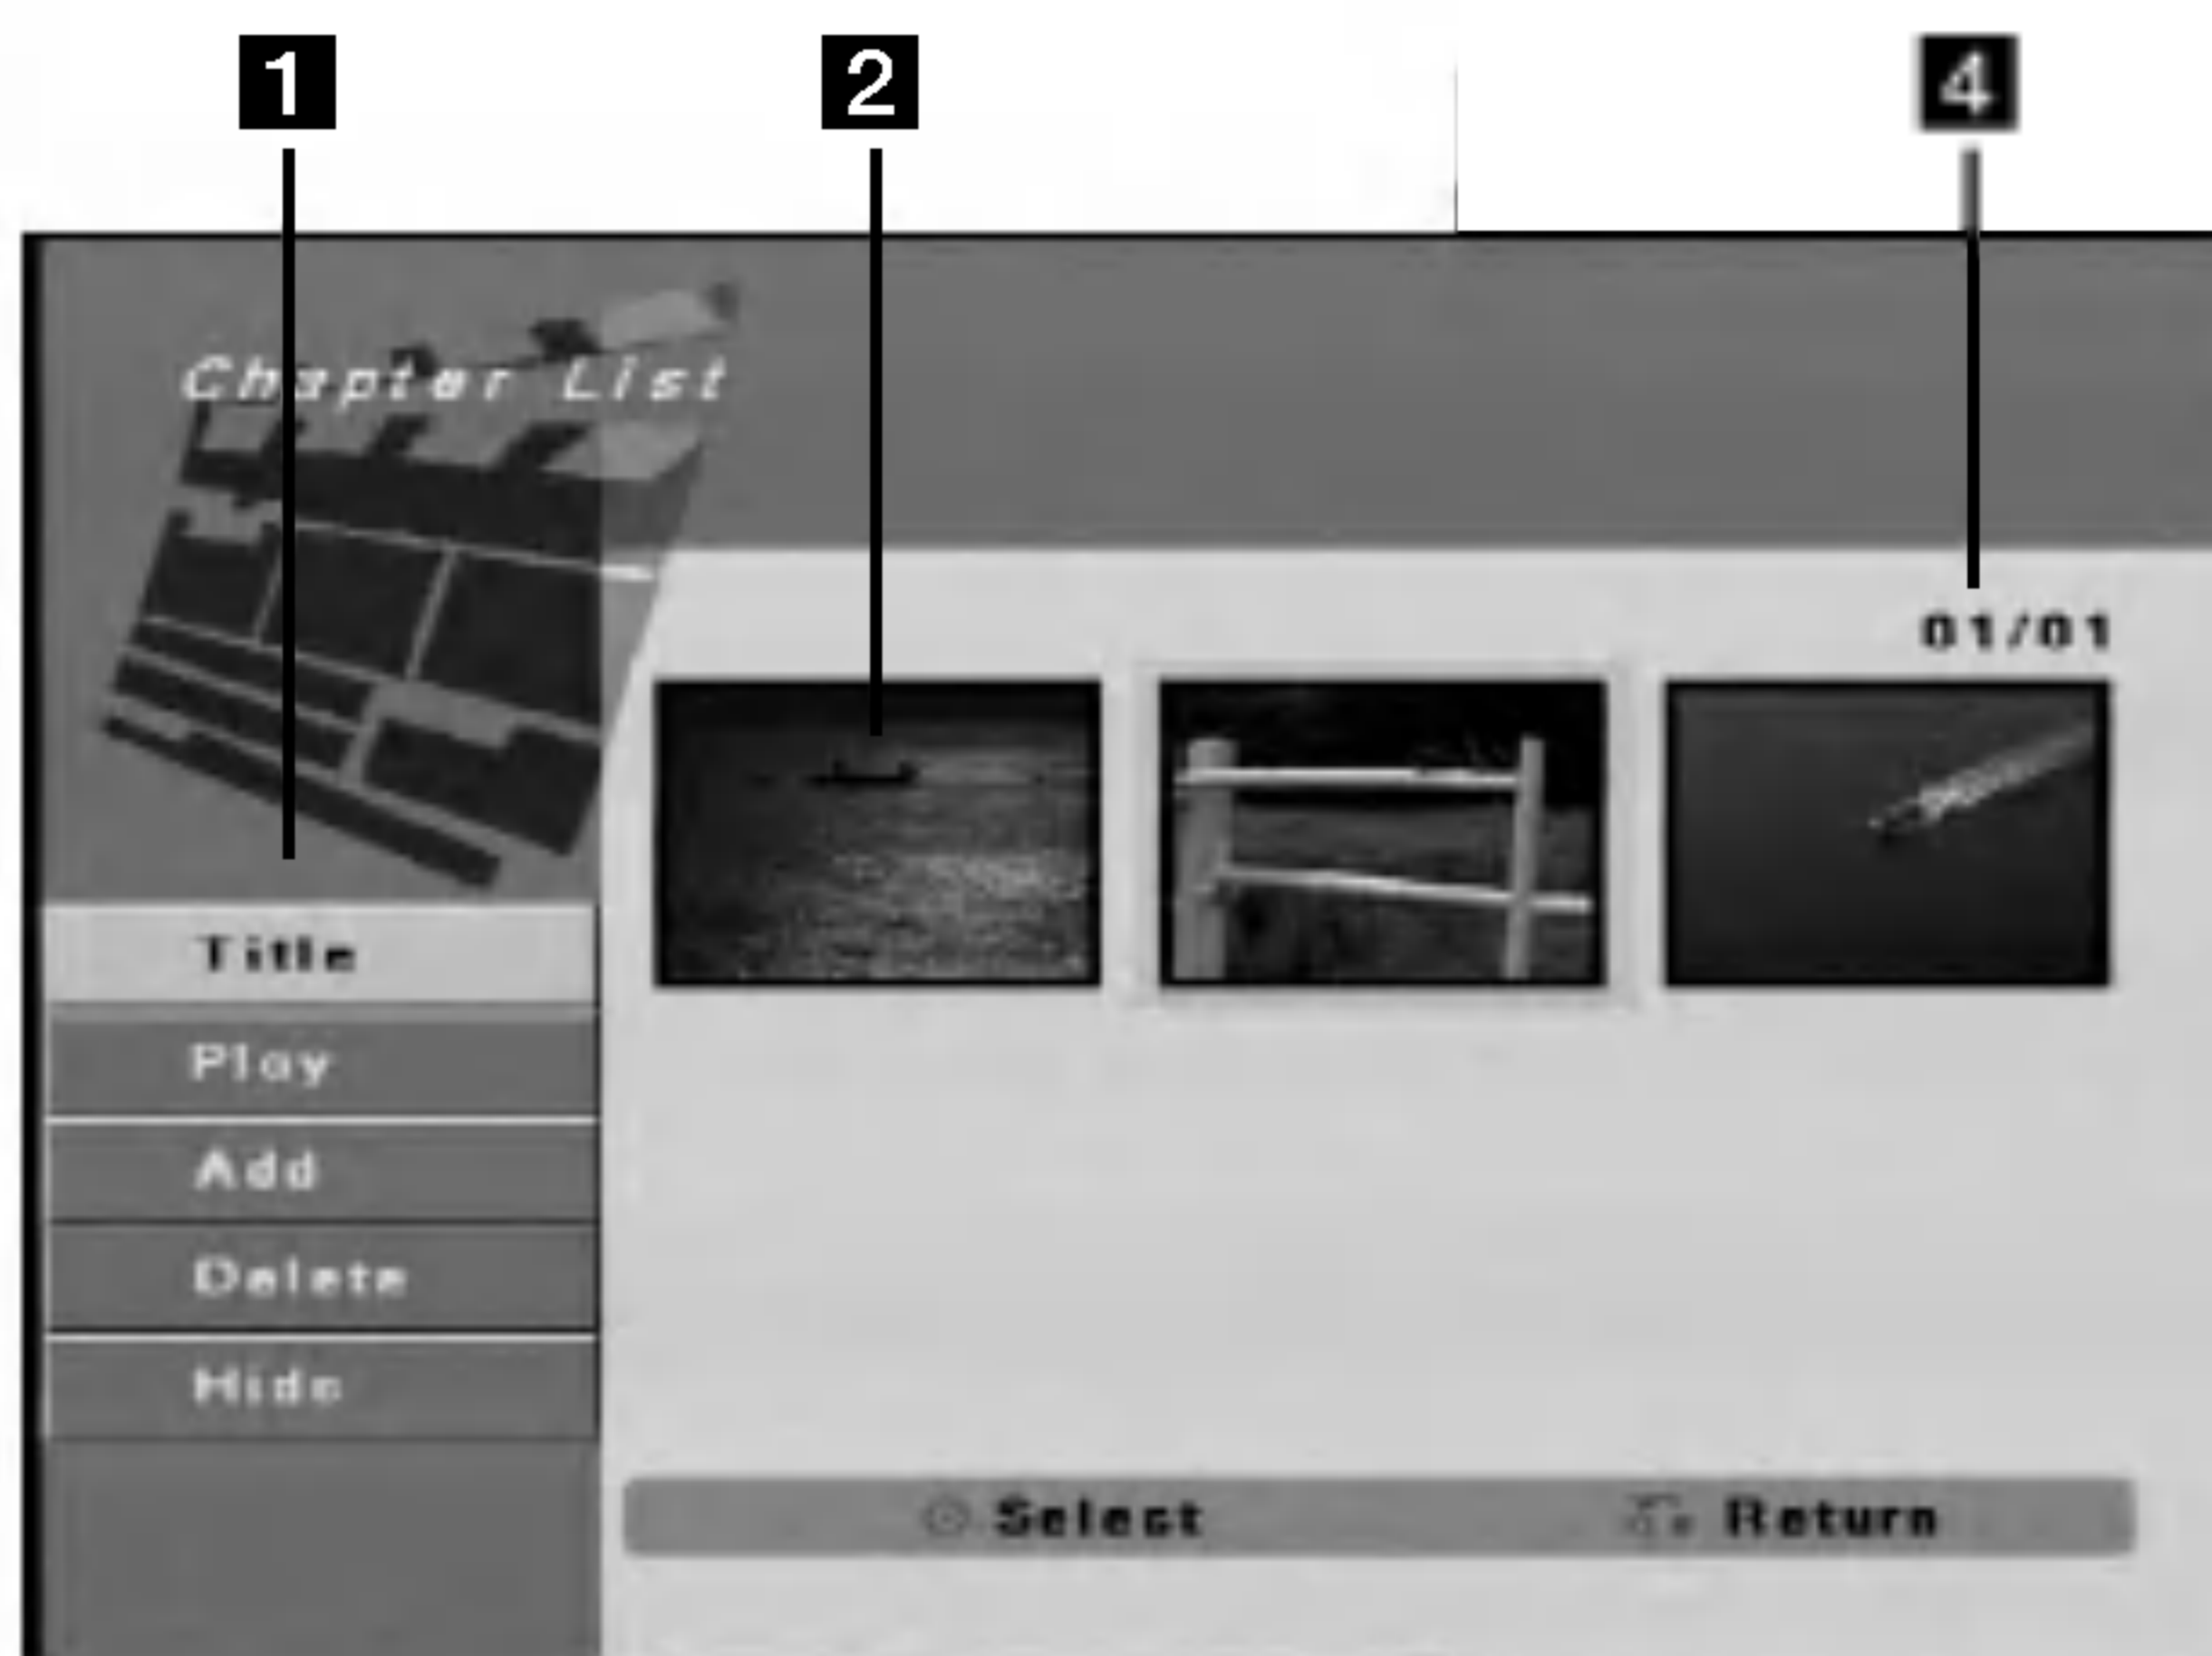 1 2 4
Chapter List
01/01
Title
Play
Add
Delete
Hide
Select Return